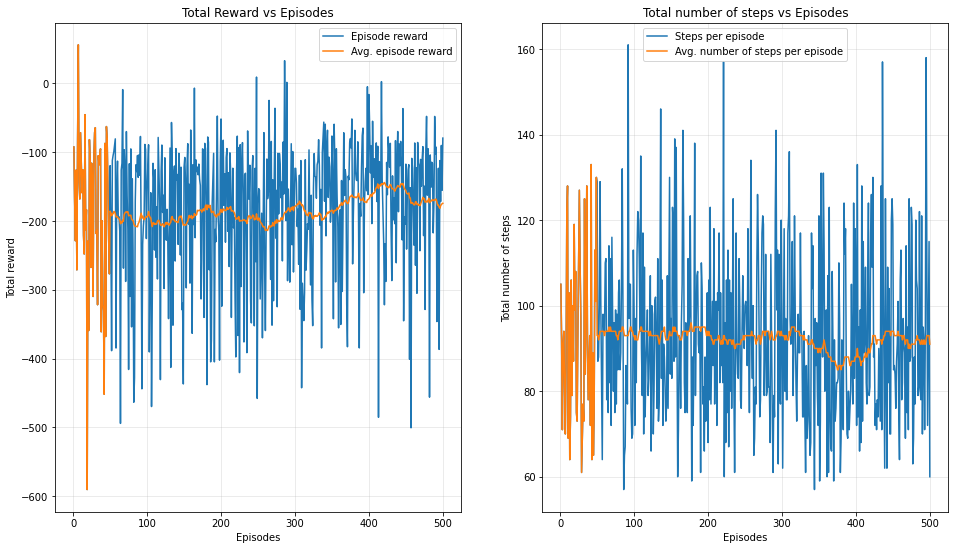 Total Reward vs Episodes
Episode reward
Avg. episode reward
0
−100
−200
−300
−400
−500
−600
Total reward
0
100
200
300
400
500
Episodes
Total number of steps vs Episodes
Steps per episode
Avg. number of steps per episode
160
140
120
100
80
60
Total number of steps
0
100
200
300
400
500
Episodes